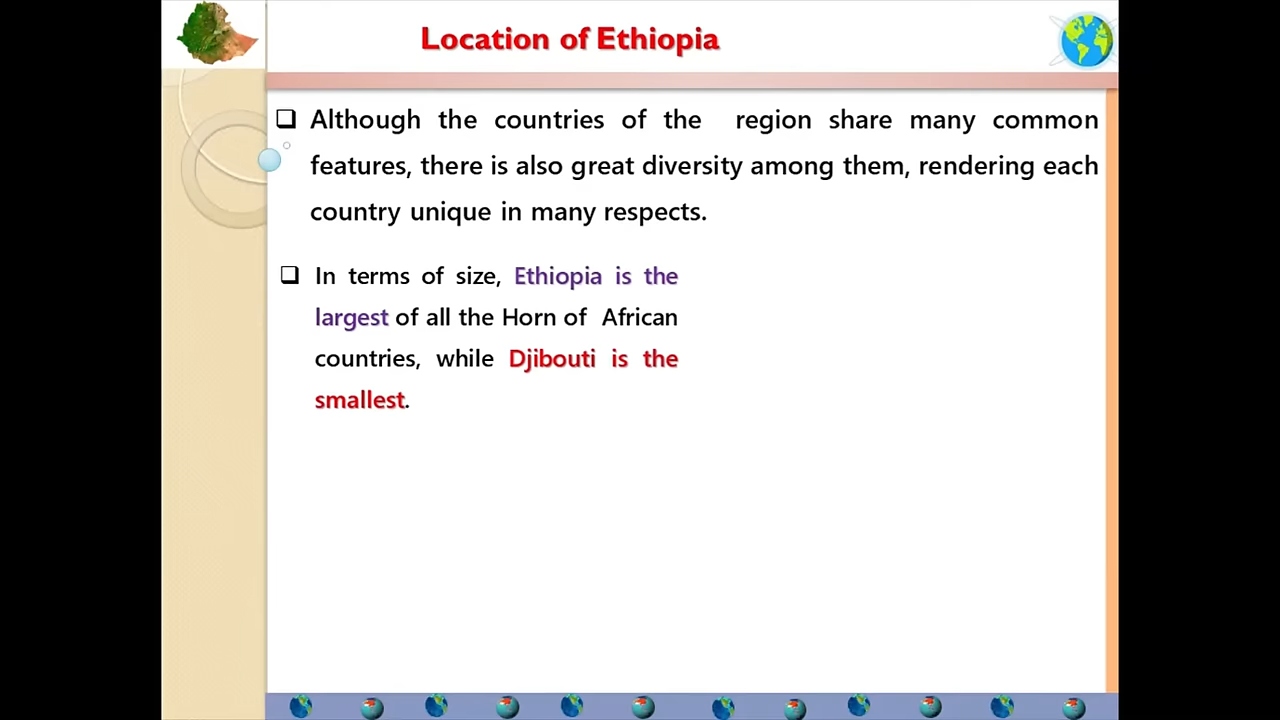 Location of Ethiopia
Although the countries of the region share many common
features, there is also great diversity among them, rendering each
country unique in many respects.
In terms of size, Ethiopia is the
largest of all the Horn of African
countries, while Djibouti is the
smallest.